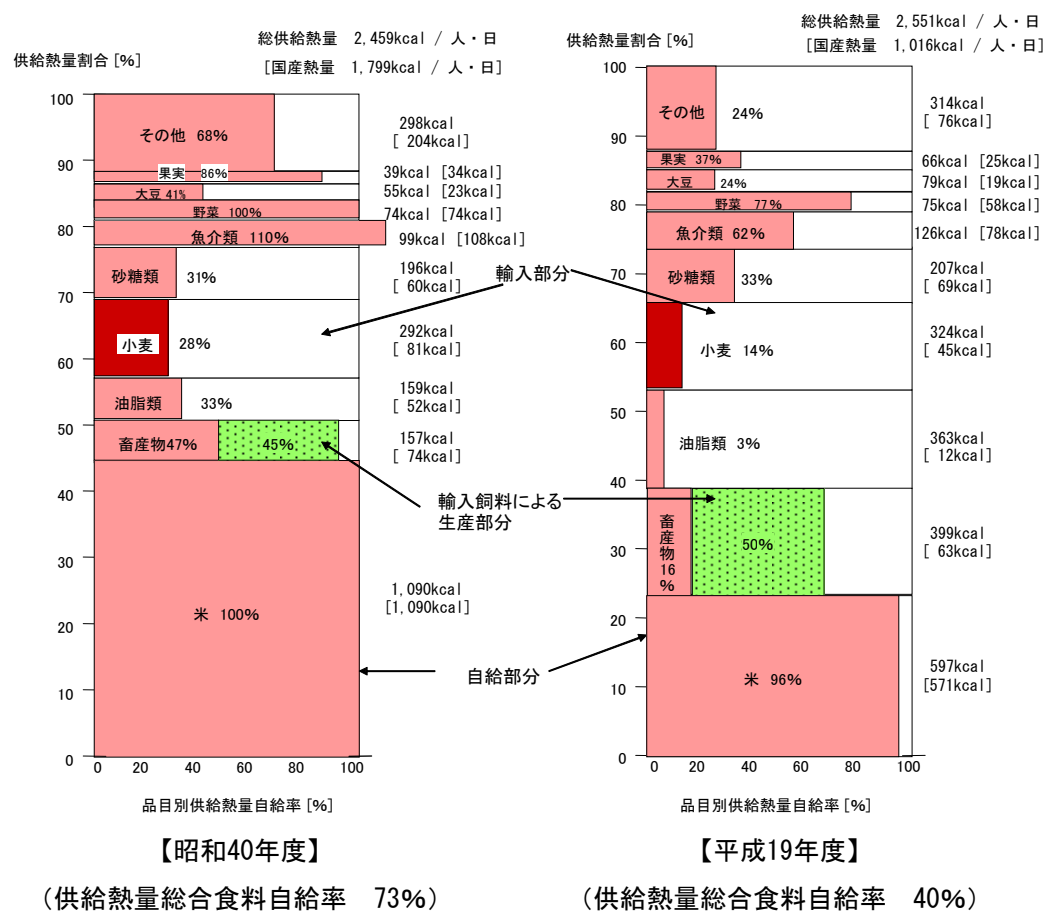 総供給熱量 2,459kcal / 人・日
[国産熱量 1,799kcal / 人・日]
供給熱量割合 [%]
100
90
80
70
60
50
40
30
20
10
0
その他 68%
果実 86%
大豆 41%
野菜 100%
魚介類 110%
砂糖類 31%
小麦 28%
油脂類 33%
畜産物47%
45%
米 100%
298kcal
[ 204kcal]
39kcal [34kcal]
55kcal [23kcal]
74kcal [74kcal]
99kcal [108kcal]
196kcal
[ 60kcal]
292kcal
[ 81kcal]
159kcal
[ 52kcal]
157kcal
[ 74kcal]
1,090kcal
[1,090kcal]
0 20 40 60 80 100
品目別供給熱量自給率 [%]
【昭和40年度】
(供給熱量総合食料自給率 73%)
輸入部分
輸入飼料による
生産部分
自給部分
総供給熱量 2,551kcal / 人・日
[国産熱量 1,016kcal / 人・日]
供給熱量割合 [%]
100
90
80
70
60
50
40
30
20
10
0
その他 24%
果実 37%
大豆 24%
野菜 77%
魚介類 62%
砂糖類 33%
小麦 14%
油脂類 3%
畜産物16%
50%
米 96%
314kcal
[ 76kcal]
66kcal [25kcal]
79kcal [19kcal]
75kcal [58kcal]
126kcal [78kcal]
207kcal
[ 69kcal]
324kcal
[ 45kcal]
363kcal
[ 12kcal]
399kcal
[ 63kcal]
597kcal
[571kcal]
0 20 40 60 80 100
品目別供給熱量自給率 [%]
【平成19年度】
(供給熱量総合食料自給率 40%)